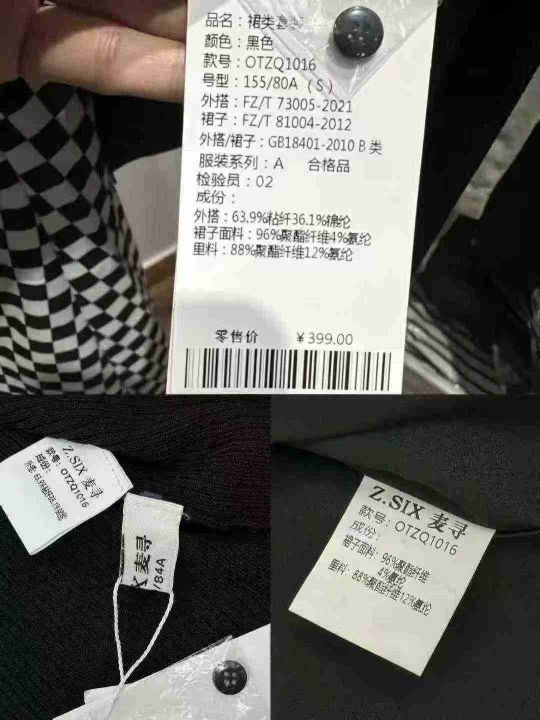 品名：裙类套装
颜色：黑色
款号：OTZQ1016
号型：155/80A （S）
外搭：FZ/T 73005-2021
裙子：FZ/T 81004-2012
外搭/裙子：GB18401-2010 B 类
服装系列：A 合格品
检验员：02
成份：
外搭：63.9%粘纤36.1%锦纶
裙子面料：96%聚酯纤维4%氨纶
里料：88%聚酯纤维12%氨纶
零售价 ￥399.00
Z.SIX 麦寻
款号：OTZQ1016
成份：
X 麦寻
/84A
Z.SIX 麦寻
款号：OTZQ1016
成份：
裙子面料：96%聚酯纤维
4%氨纶
里料：88%聚酯纤维12%氨纶